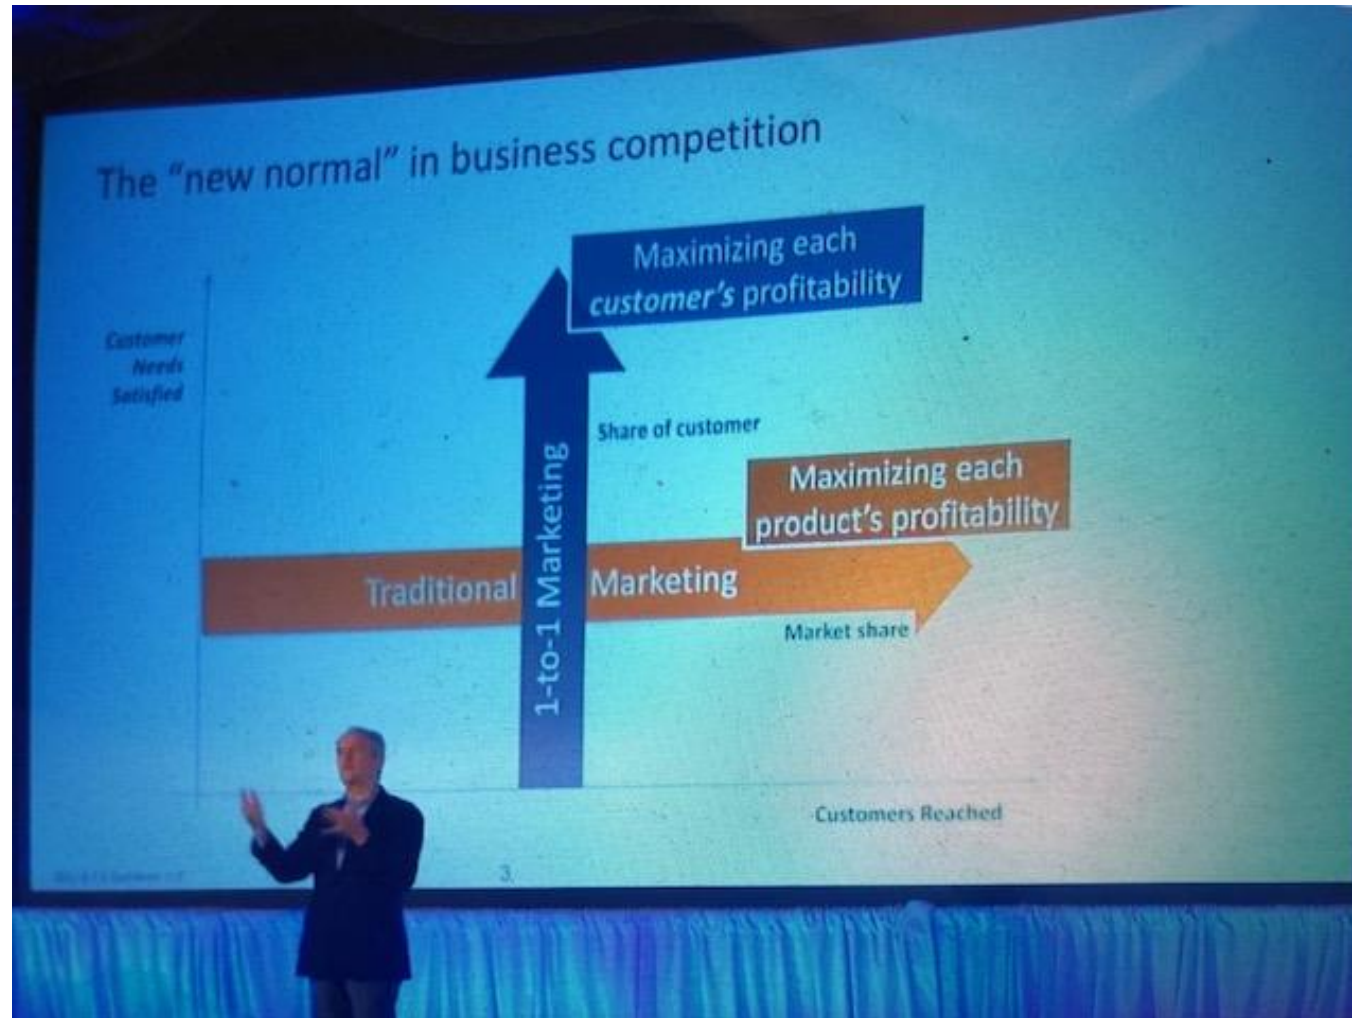 The “new normal” in business competition
Maximizing each
customer's profitability
Customer
Needs
Satisfied
Share of customer
Maximizing each
product's profitability
1-to-1 Marketing
Traditional Marketing
Market share
Customers Reached
3